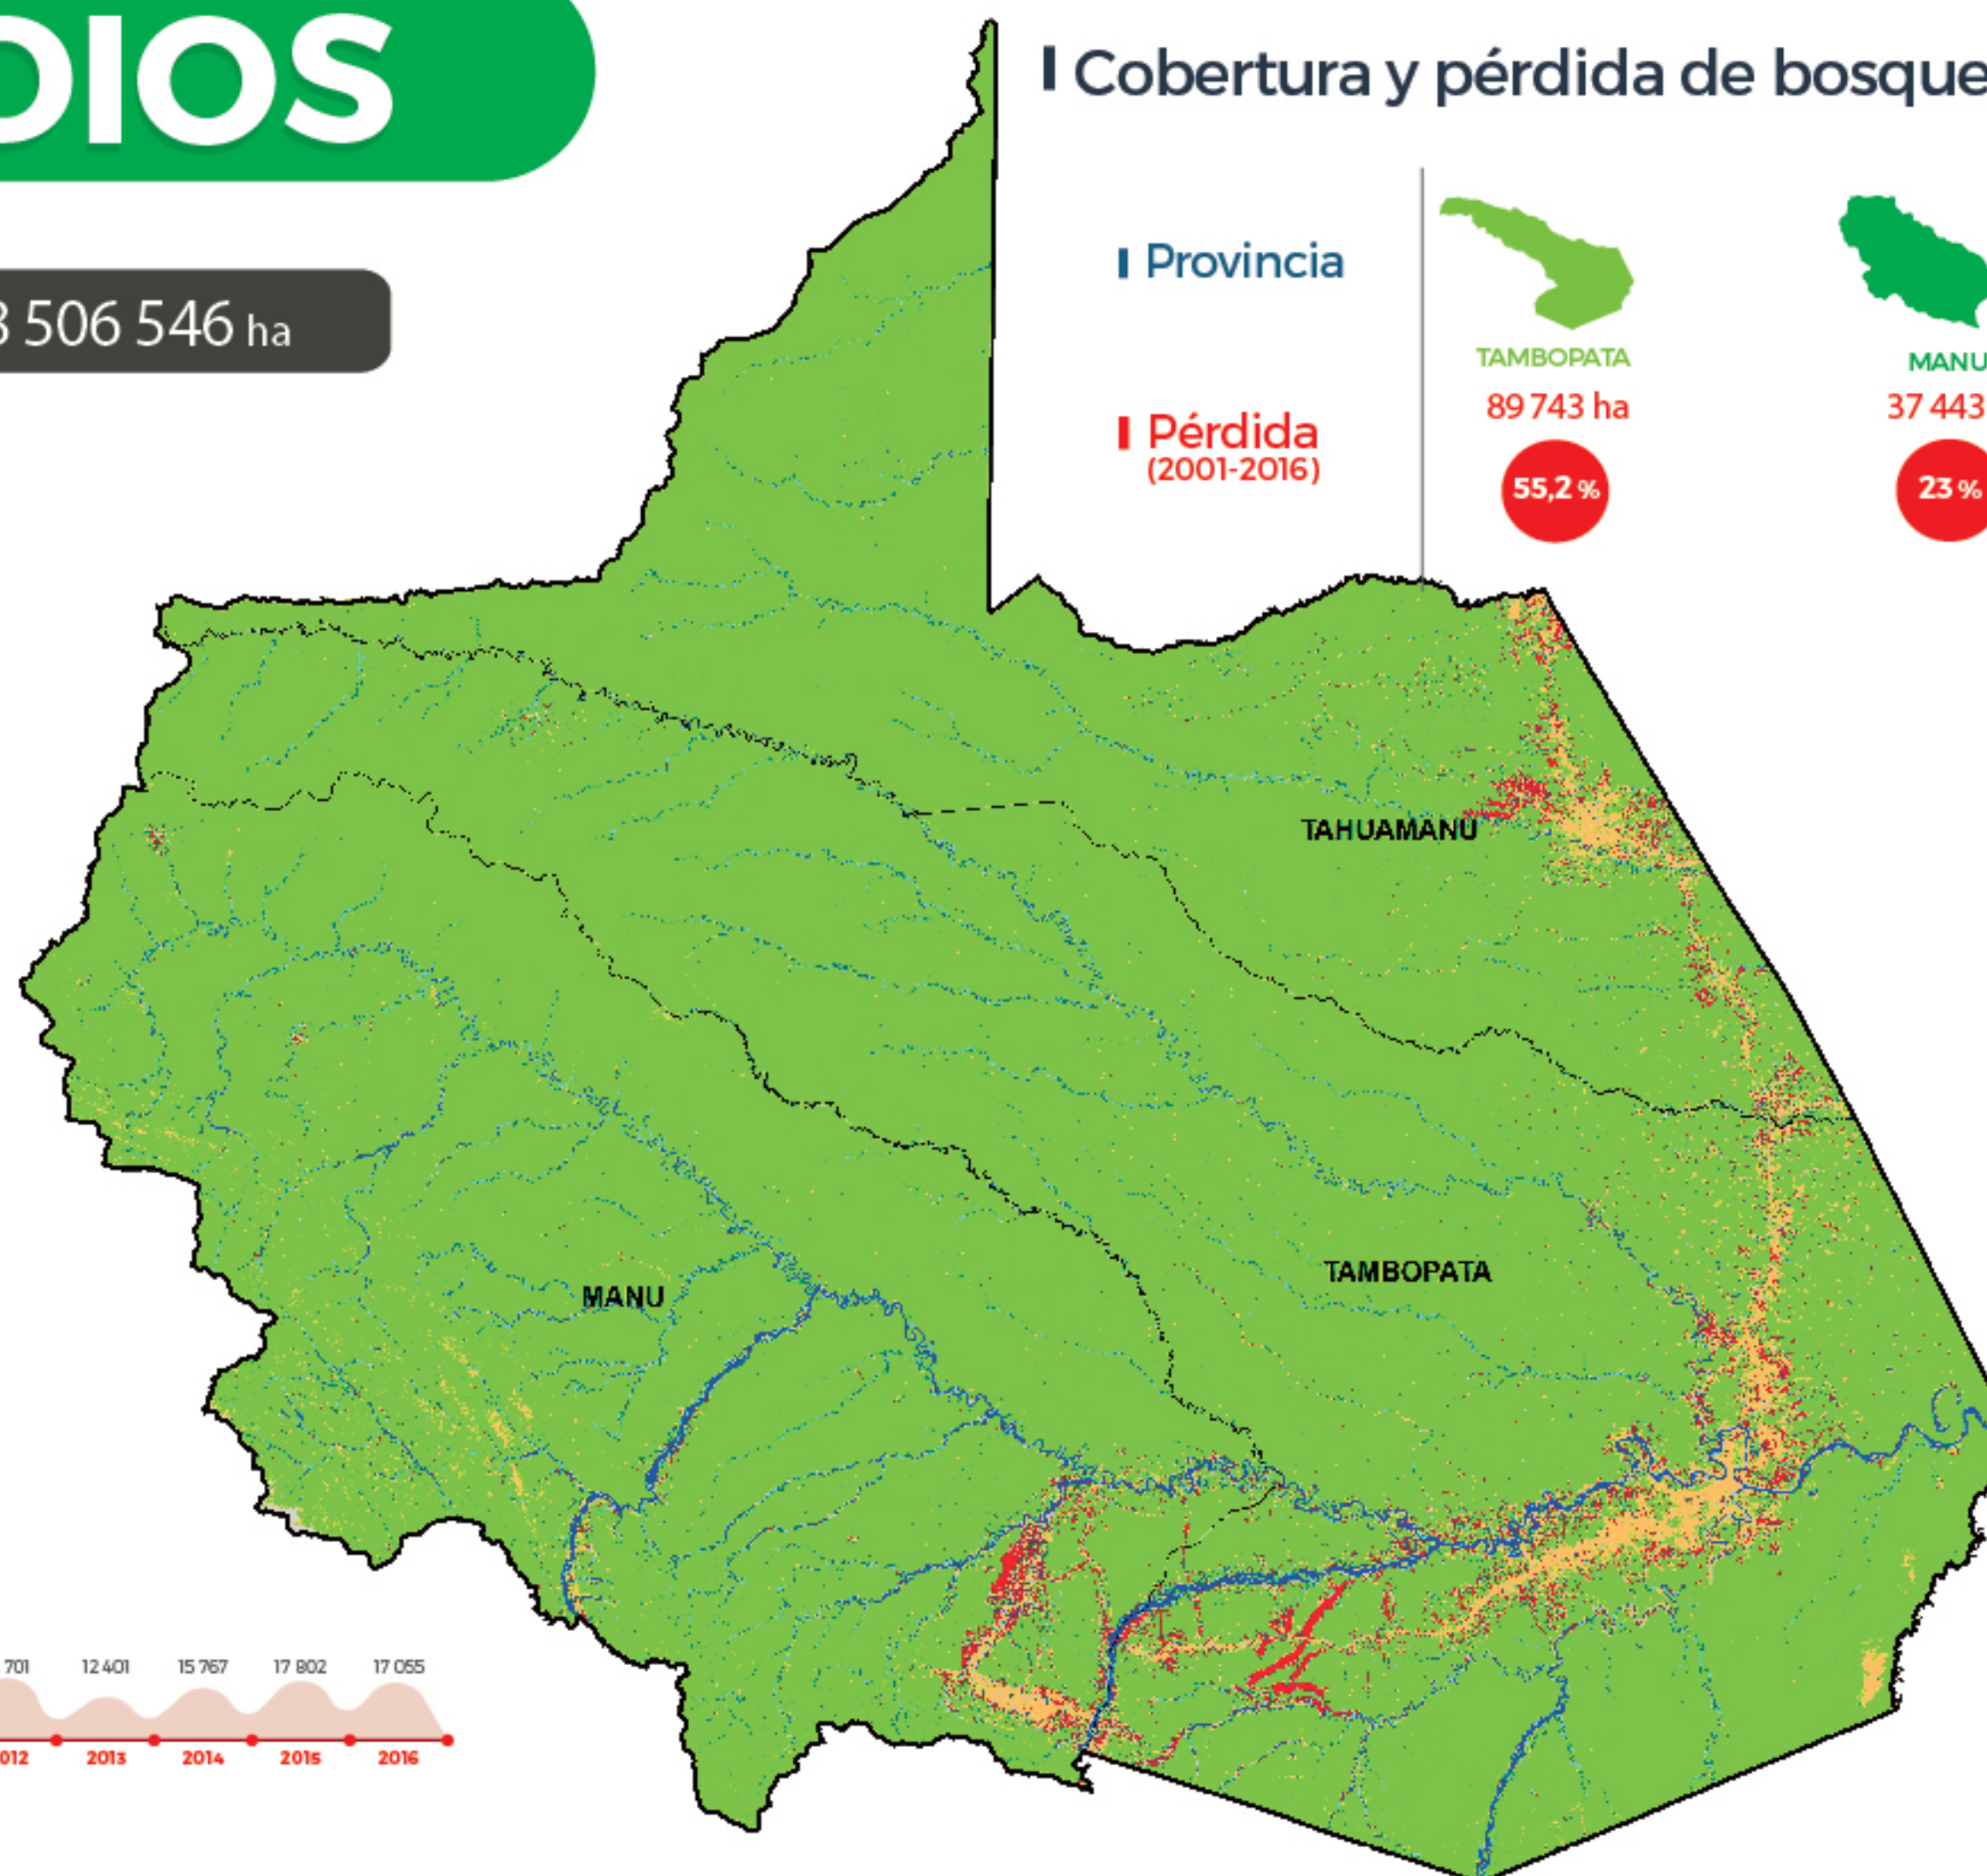 DIOS
Cobertura y pérdida de bosque
506 546 ha
Provincia
TAMBOPATA
MANU
Pérdida
(2001-2016)
89 743 ha
37 443
55,2 %
23 %
TAHUAMANU
TAMBOPATA
MANU
701 12 401 15 767 17 802 17 055
012 2013 2014 2015 2016